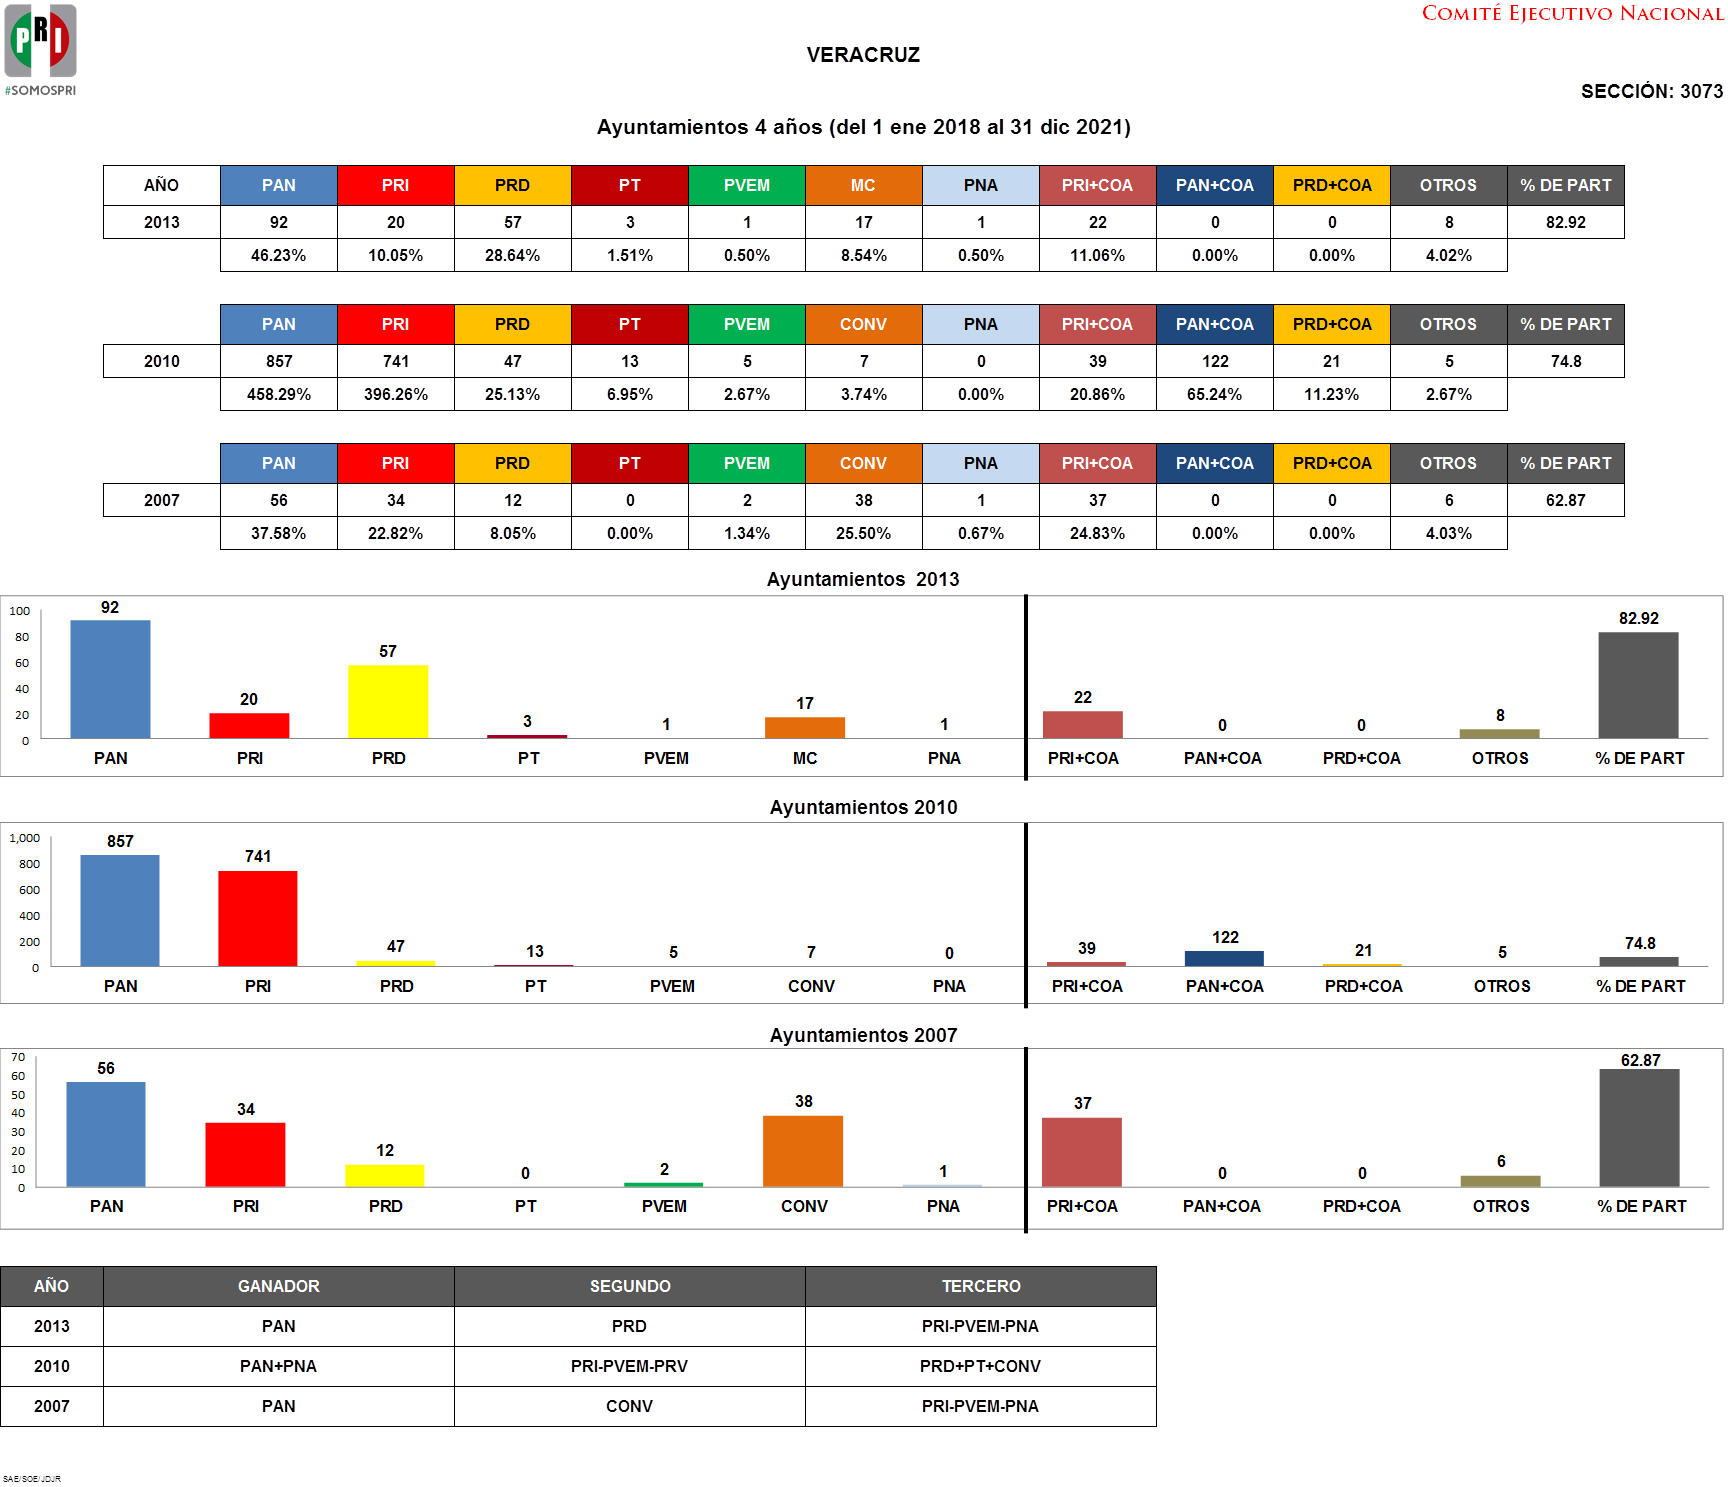 PRI
#SOMOSPRI
COMITÉ EJECUTIVO NACIONAL
VERACRUZ
SECCIÓN: 3073
Ayuntamientos 4 años (del 1 ene 2018 al 31 dic 2021)
AÑO PAN PRI PRD PT PVEM MC PNA PRI+COA PAN+COA PRD+COA OTROS % DE PART
2013 92 20 57 3 1 17 1 22 0 0 8 82.92
46.23% 10.05% 28.64% 1.51% 0.50% 8.54% 0.50% 11.06% 0.00% 0.00% 4.02%
PAN PRI PRD PT PVEM CONV PNA PRI+COA PAN+COA PRD+COA OTROS % DE PART
2010 857 741 47 13 5 7 0 39 122 21 5 74.8
458.29% 396.26% 25.13% 6.95% 2.67% 3.74% 0.00% 20.86% 65.24% 11.23% 2.67%
PAN PRI PRD PT PVEM CONV PNA PRI+COA PAN+COA PRD+COA OTROS % DE PART
2007 56 34 12 0 2 38 1 37 0 0 6 62.87
37.58% 22.82% 8.05% 0.00% 1.34% 25.50% 0.67% 24.83% 0.00% 0.00% 4.03%
Ayuntamientos 2013
100
80
60
40
20
0
92 20 57 3 1 17 1 22 0 0 8 82.92
PAN PRI PRD PT PVEM MC PNA PRI+COA PAN+COA PRD+COA OTROS % DE PART
Ayuntamientos 2010
1,000
800
600
400
200
0
857 741 47 13 5 7 0 39 122 21 5 74.8
PAN PRI PRD PT PVEM CONV PNA PRI+COA PAN+COA PRD+COA OTROS % DE PART
Ayuntamientos 2007
70
60
50
40
30
20
10
0
56 34 12 0 2 38 1 37 0 0 6 62.87
PAN PRI PRD PT PVEM CONV PNA PRI+COA PAN+COA PRD+COA OTROS % DE PART
AÑO GANADOR SEGUNDO TERCERO
2013 PAN PRD PRI-PVEM-PNA
2010 PAN+PNA PRI-PVEM-PRV PRD+PT+CONV
2007 PAN CONV PRI-PVEM-PNA
SAE/SOE/JDJR